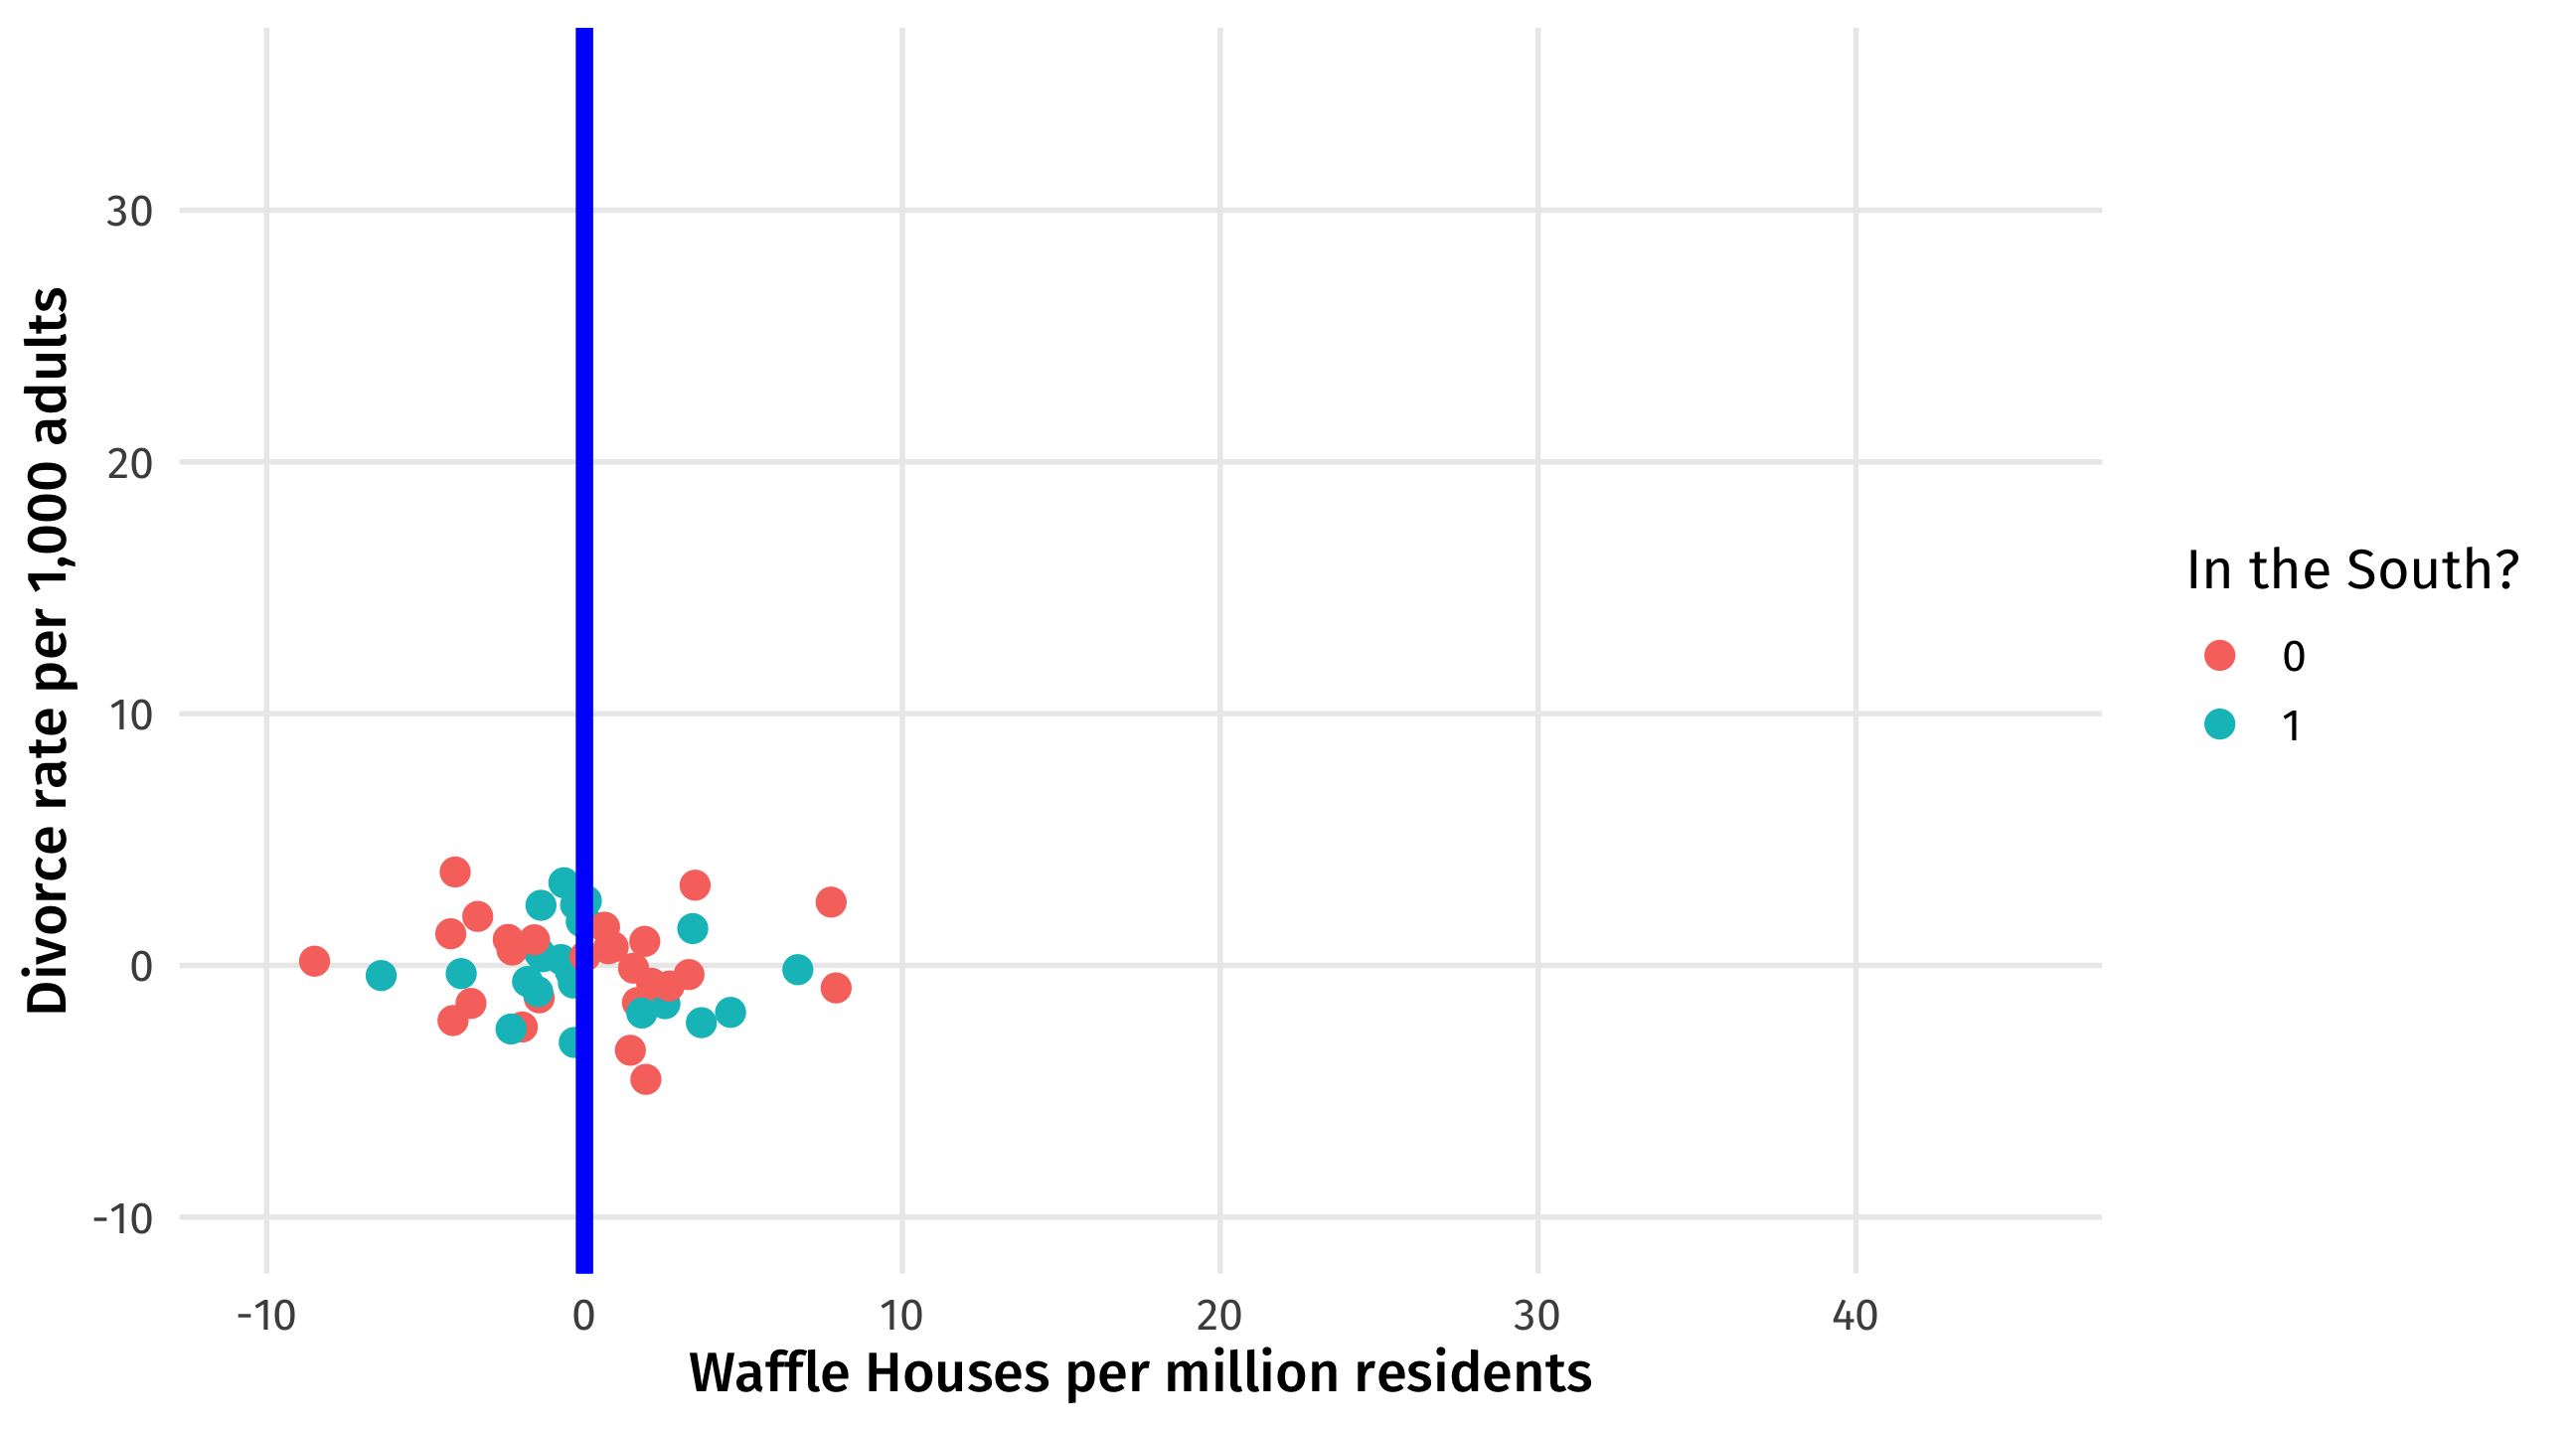 Divorce rate per 1,000 adults
30
20
10
0
-10
-10 0 10 20 30 40
Waffle Houses per million residents
In the South?
0
1